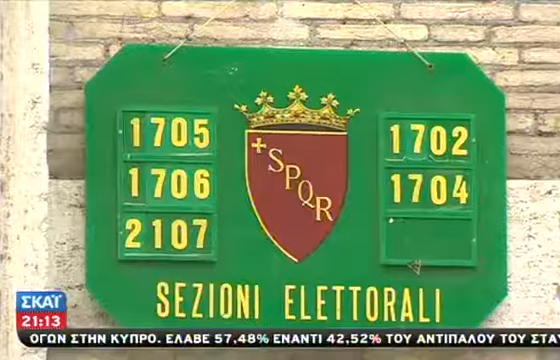 1705
1706
2107
SPQR
1702
1704
SEZIONI ELETTORALI
ΣΚΑΪ
21:13
ΟΓΩΝ ΣΤΗΝ ΚΥΠΡΟ. ΕΛΑΒΕ 57,48% ΕΝΑΝΤΙ 42,52% ΤΟΥ ΑΝΤΙΠΑΛΟΥ ΤΟΥ ΣΤΑ